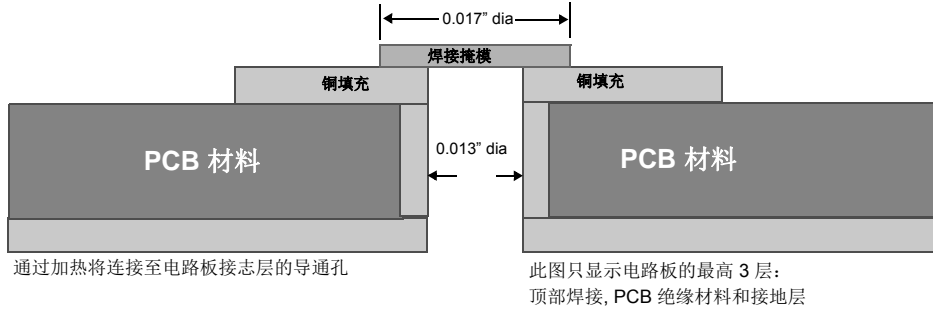 0.017” dia
焊接掩模
铜填充
铜填充
PCB 材料
0.013” dia
PCB 材料
通过加热将连接至电路板接志层的导通孔
此图只显示电路板的最高 3 层：
顶部焊接, PCB 绝缘材料和接地层